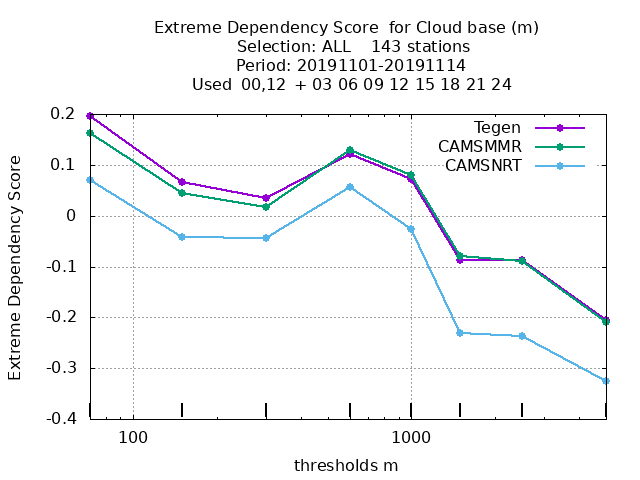 Extreme Dependency Score  for Cloud base (m)
Selection: ALL    143 stations
Period: 20191101-20191114
Used  00,12  + 03 06 09 12 15 18 21 24
Tegen
CAMSMMR
CAMSNRT
0.2
0.1
0
-0.1
-0.2
-0.3
-0.4
Extreme Dependency Score
100
1000
thresholds m